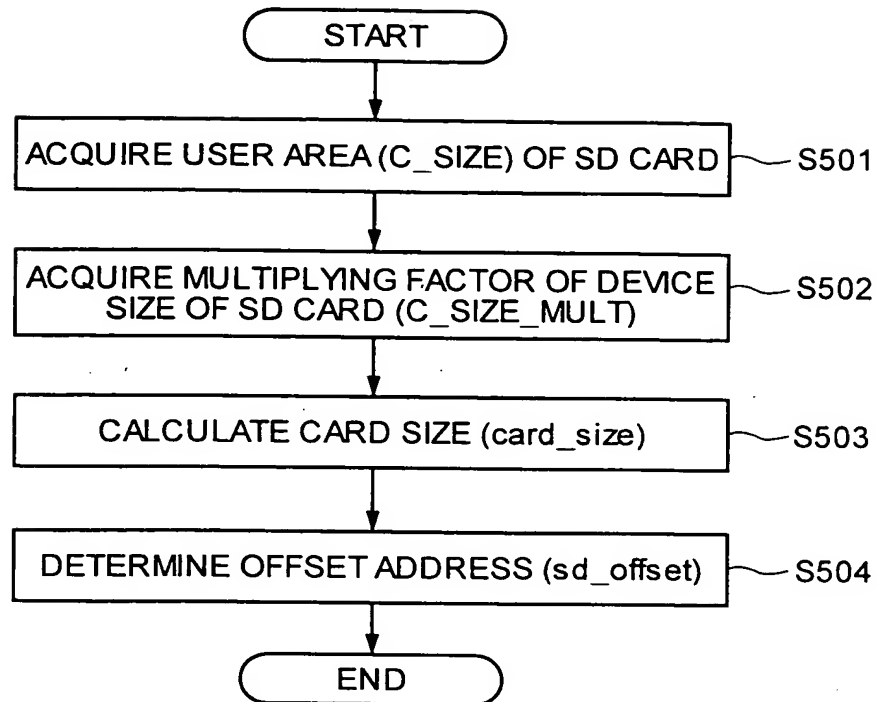 START
ACQUIRE USER AREA (C_SIZE) OF SD CARD
S501
ACQUIRE MULTIPLYING FACTOR OF DEVICE
SIZE OF SD CARD (C_SIZE_MULT)
S502
CALCULATE CARD SIZE (card_size)
S503
DETERMINE OFFSET ADDRESS (sd_offset)
S504
END